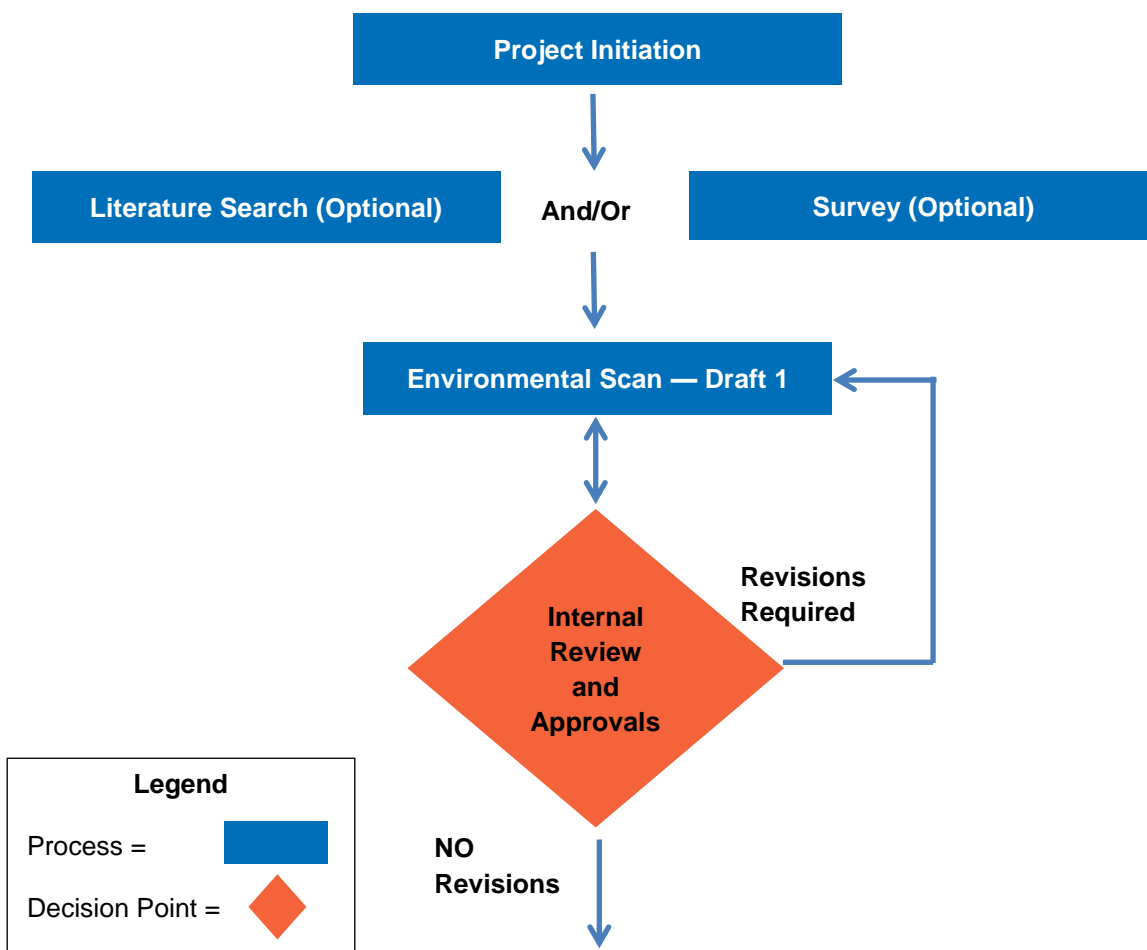 Project Initiation
Literature Search (Optional)
And/Or
Survey (Optional)
Environmental Scan — Draft 1
Revisions
Required
Internal
Review
and
Approvals
Legend
Process =
Decision Point =
NO
Revisions